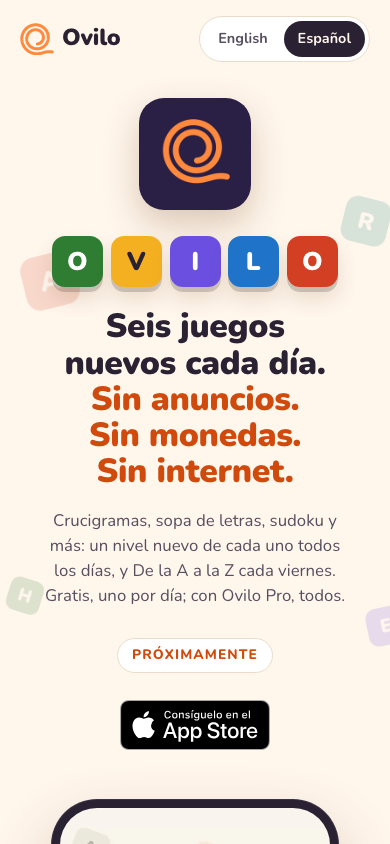 Ovilo
English
Español
R
A
O V I L O
Seis juegos
nuevos cada día.
Sin anuncios.
Sin monedas.
Sin internet.
Crucigramas, sopa de letras, sudoku y
más: un nivel nuevo de cada uno todos
los días, y De la A a la Z cada viernes.
Gratis, uno por día; con Ovilo Pro, todos.
H
E
PRÓXIMAMENTE
Consíguelo en el
App Store